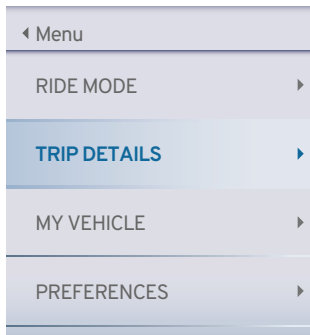 Menu
RIDE MODE
TRIP DETAILS
MY VEHICLE
PREFERENCES